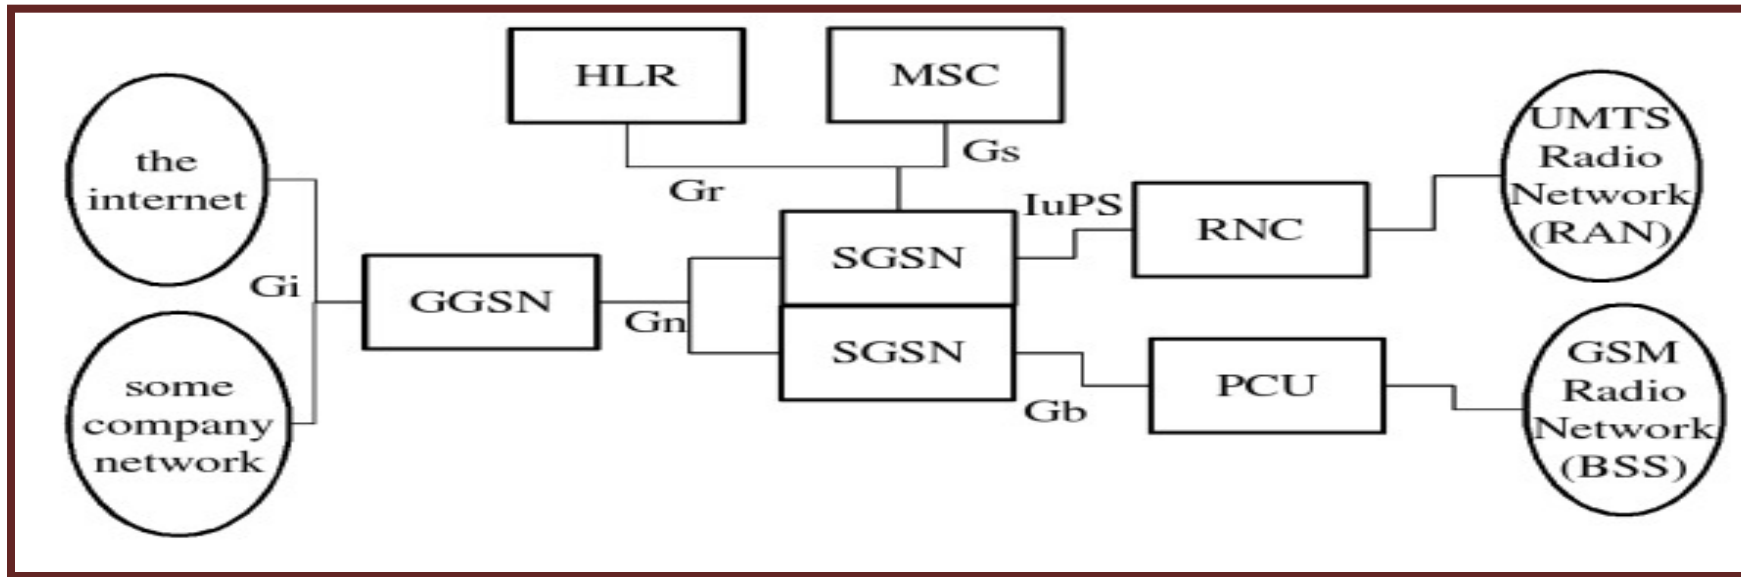 HLR
MSC
the
internet
Gs
Gr
UMTS
Radio
Network
(RAN)
IuPS
RNC
SGSN
Gi
GGSN
Gn
SGSN
some
company
network
Gb
PCU
GSM
Radio
Network
(BSS)